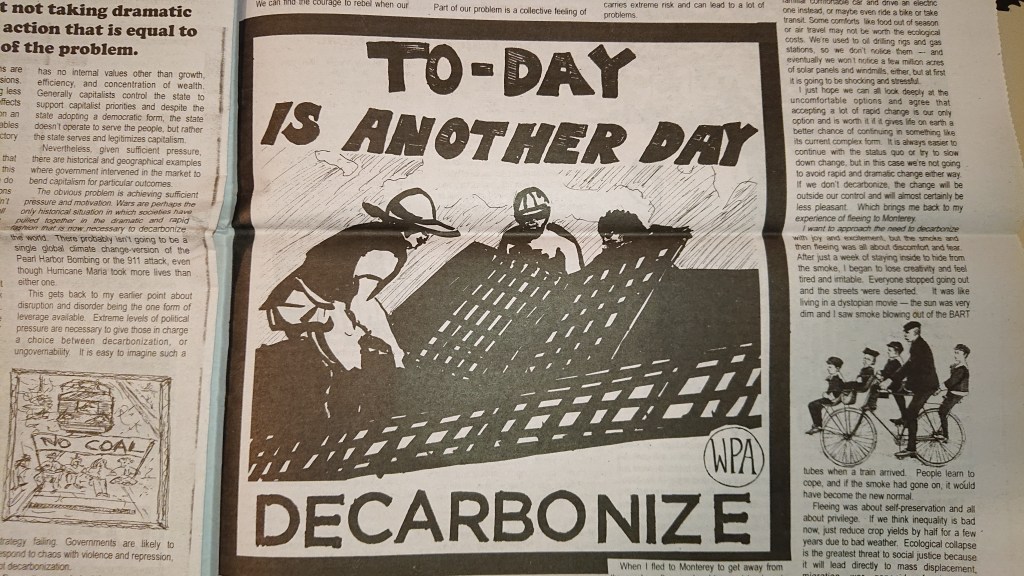 t not taking dramatic
action that is equal to
of the problem.
has no internal values other than growth,
efficiency, and concentration of wealth.
Generally capitalists control the state to
support capitalist priorities and despite the
state adopting a democratic form, the state
doesn't operate to serve the people, but rather
the state serves and legitimizes capitalism.
Nevertheless, given sufficient pressure,
there are historical and geographical examples
where government intervened in the market to
bend capitalism for particular outcomes.
The obvious problem is achieving sufficient
pressure and motivation. Wars are perhaps the
only historical situation in which societies have
pulled together in the dramatic and rapid
fashion that is now necessary to decarbonize
the world. There probably isn't going to be a
single global climate change-version of the
Pearl Harbor Bombing or the 911 attack, even
though Hurricane Maria took more lives than
either one.
This gets back to my earlier point about
disruption and disorder being the one form of
leverage available. Extreme levels of political
pressure are necessary to give those in charge
a choice between decarbonization, or
ungovernability. It is easy to imagine such a
NO COAL
strategy failing. Governments are likely to
respond to chaos with violence and repression,
decarbonization.
We can find the courage to rebel when our
Part of our problem is a collective feeling of
carries extreme risk and can lead to a lot of
problems.
TO-DAY
IS ANOTHER DAY
WPA
DECARBONIZE
When I fled to Monterey to get away from
familiar comfortable car and drive an electric
one instead, or maybe even ride a bike or take
transit. Some comforts like food out of season
or air travel may not be worth the ecological
costs. We're used to oil drilling rigs and gas
stations, so we don't notice them — and
eventually we won't notice a few million acres
of solar panels and windmills, either, but at first
it is going to be shocking and stressful.
I just hope we can all look deeply at the
uncomfortable options and agree that
accepting a lot of rapid change is our only
option and is worth it if it gives life on earth a
better chance of continuing in something like
its current complex form. It is always easier to
continue with the status quo or try to slow
down change, but in this case we're not going
to avoid rapid and dramatic change either way.
If we don't decarbonize, the change will be
outside our control and will almost certainly be
less pleasant. Which brings me back to my
experience of fleeing to Monterey.
I want to approach the need to decarbonize
with joy and excitement, but the smoke and
then fleeing was all about discomfort and fear.
After just a week of staying inside to hide from
the smoke, I began to lose creativity and feel
tired and irritable. Everyone stopped going out
and the streets were deserted. It was like
living in a dystopian movie — the sun was very
dim and I saw smoke blowing out of the BART
tubes when a train arrived. People learn to
cope, and if the smoke had gone on, it would
have become the new normal.
Fleeing was about self-preservation and all
about privilege. If we think inequality is bad
now, just reduce crop yields by half for a few
years due to bad weather. Ecological collapse
is the greatest threat to social justice because
it will lead directly to mass displacement,